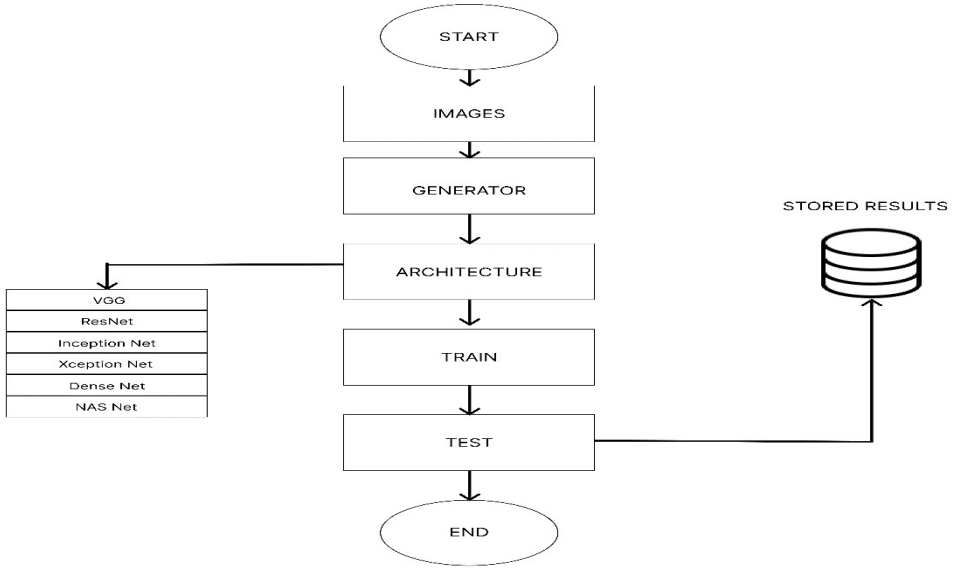 START
IMAGES
GENERATOR
STORED RESULTS
ARCHITECTURE
VGG
ResNet
Inception Net
Xception Net
Dense Net
NAS Net
TRAIN
TEST
END